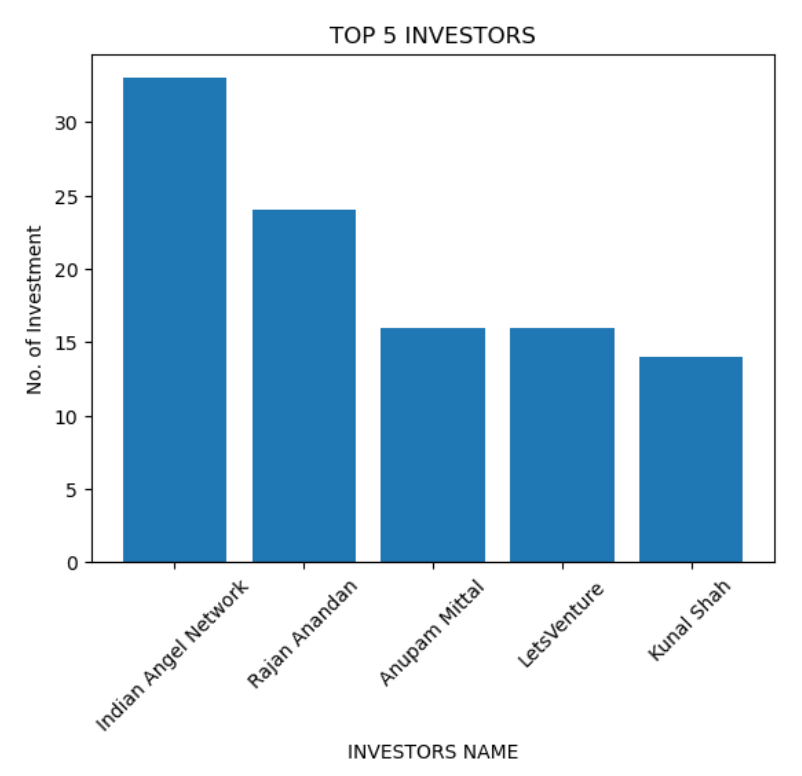 TOP 5 INVESTORS
No. of Investment
30
25
20
15
10
5
0
Indian Angel Network
Rajan Anandan
Anupam Mittal
LetsVenture
Kunal Shah
INVESTORS NAME